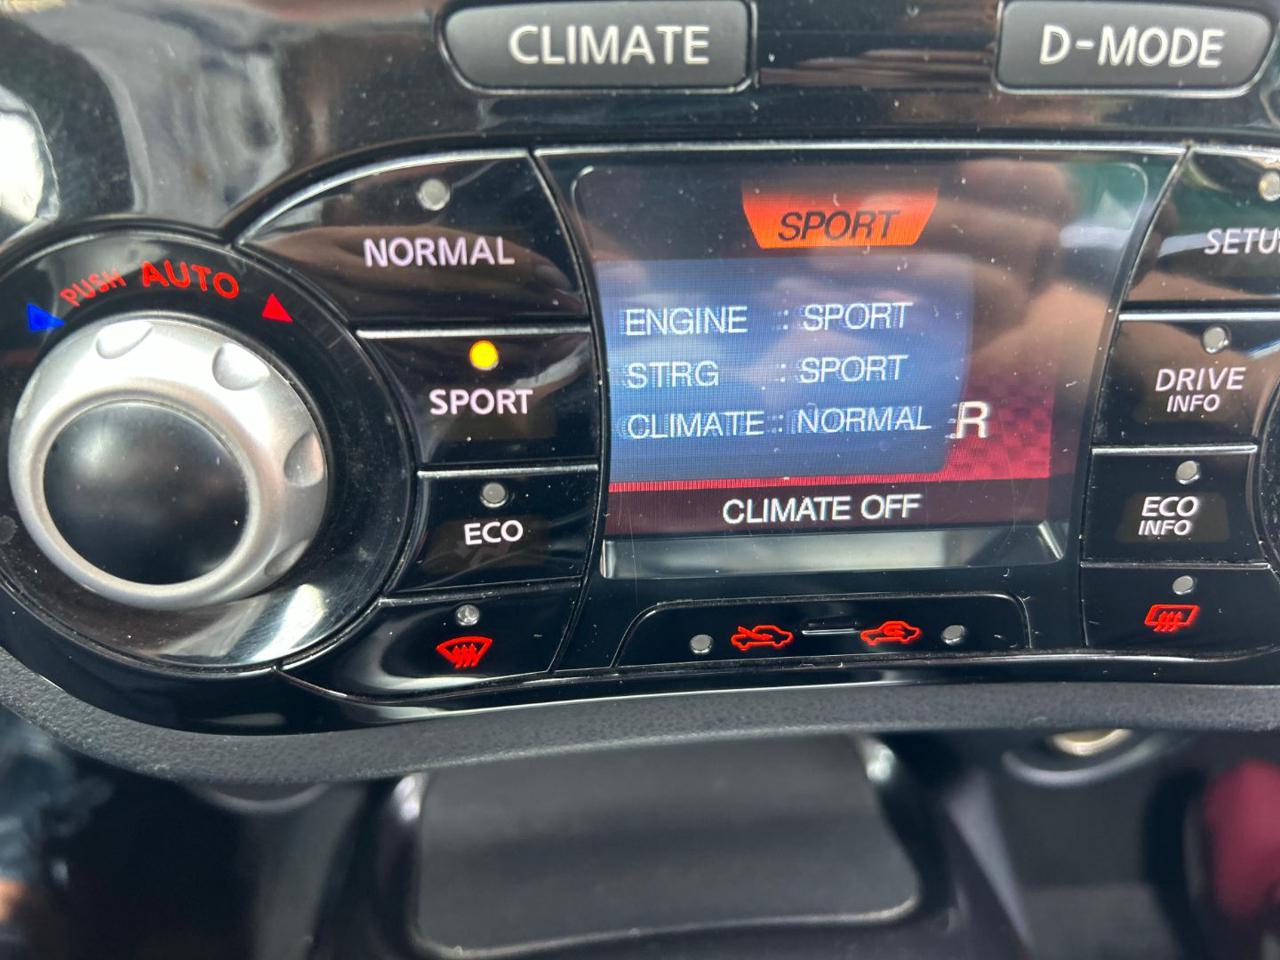 CLIMATE
D-MODE
PUSH AUTO
NORMAL
SPORT
ECO
SPORT
ENGINE : SPORT
STRG : SPORT
CLIMATE : NORMAL
R
CLIMATE OFF
SETU
DRIVE
INFO
ECO
INFO